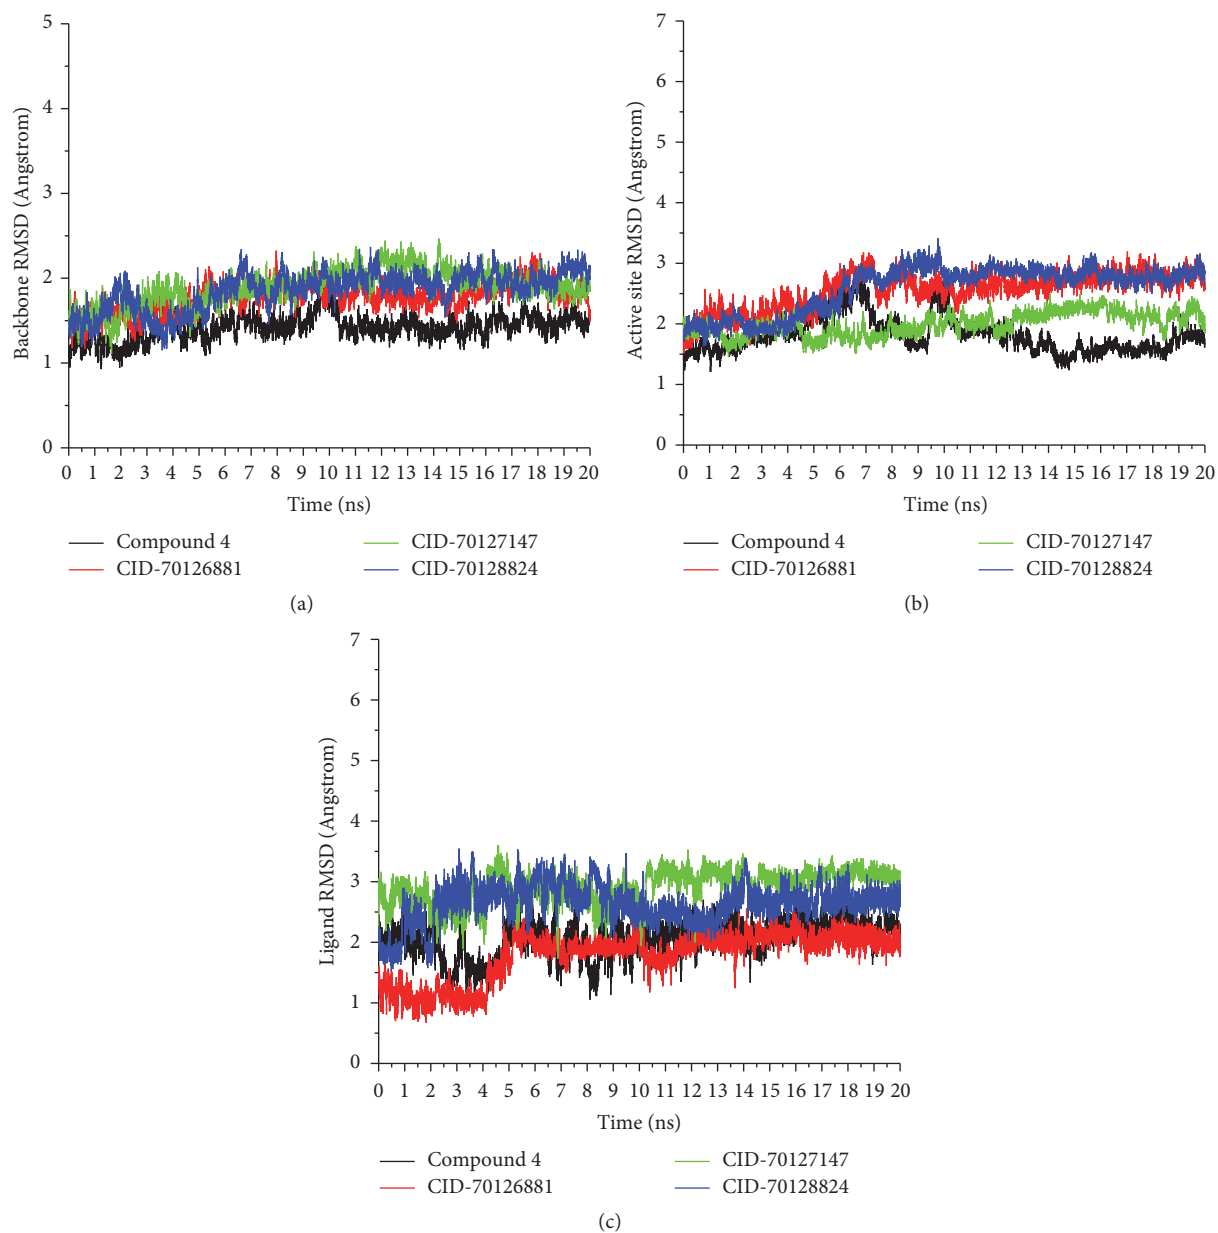 5
4
3
2
1
0
Backbone RMSD (Angstrom)
0 1 2 3 4 5 6 7 8 9 10 11 12 13 14 15 16 17 18 19 20
Time (ns)
Compound 4
CID-70126881
CID-70127147
CID-70128824
(a)
7
6
5
4
3
2
1
0
Active site RMSD (Angstrom)
0 1 2 3 4 5 6 7 8 9 10 11 12 13 14 15 16 17 18 19 20
Time (ns)
Compound 4
CID-70126881
CID-70127147
CID-70128824
(b)
7
6
5
4
3
2
1
0
Ligand RMSD (Angstrom)
0 1 2 3 4 5 6 7 8 9 10 11 12 13 14 15 16 17 18 19 20
Time (ns)
Compound 4
CID-70126881
CID-70127147
CID-70128824
(c)